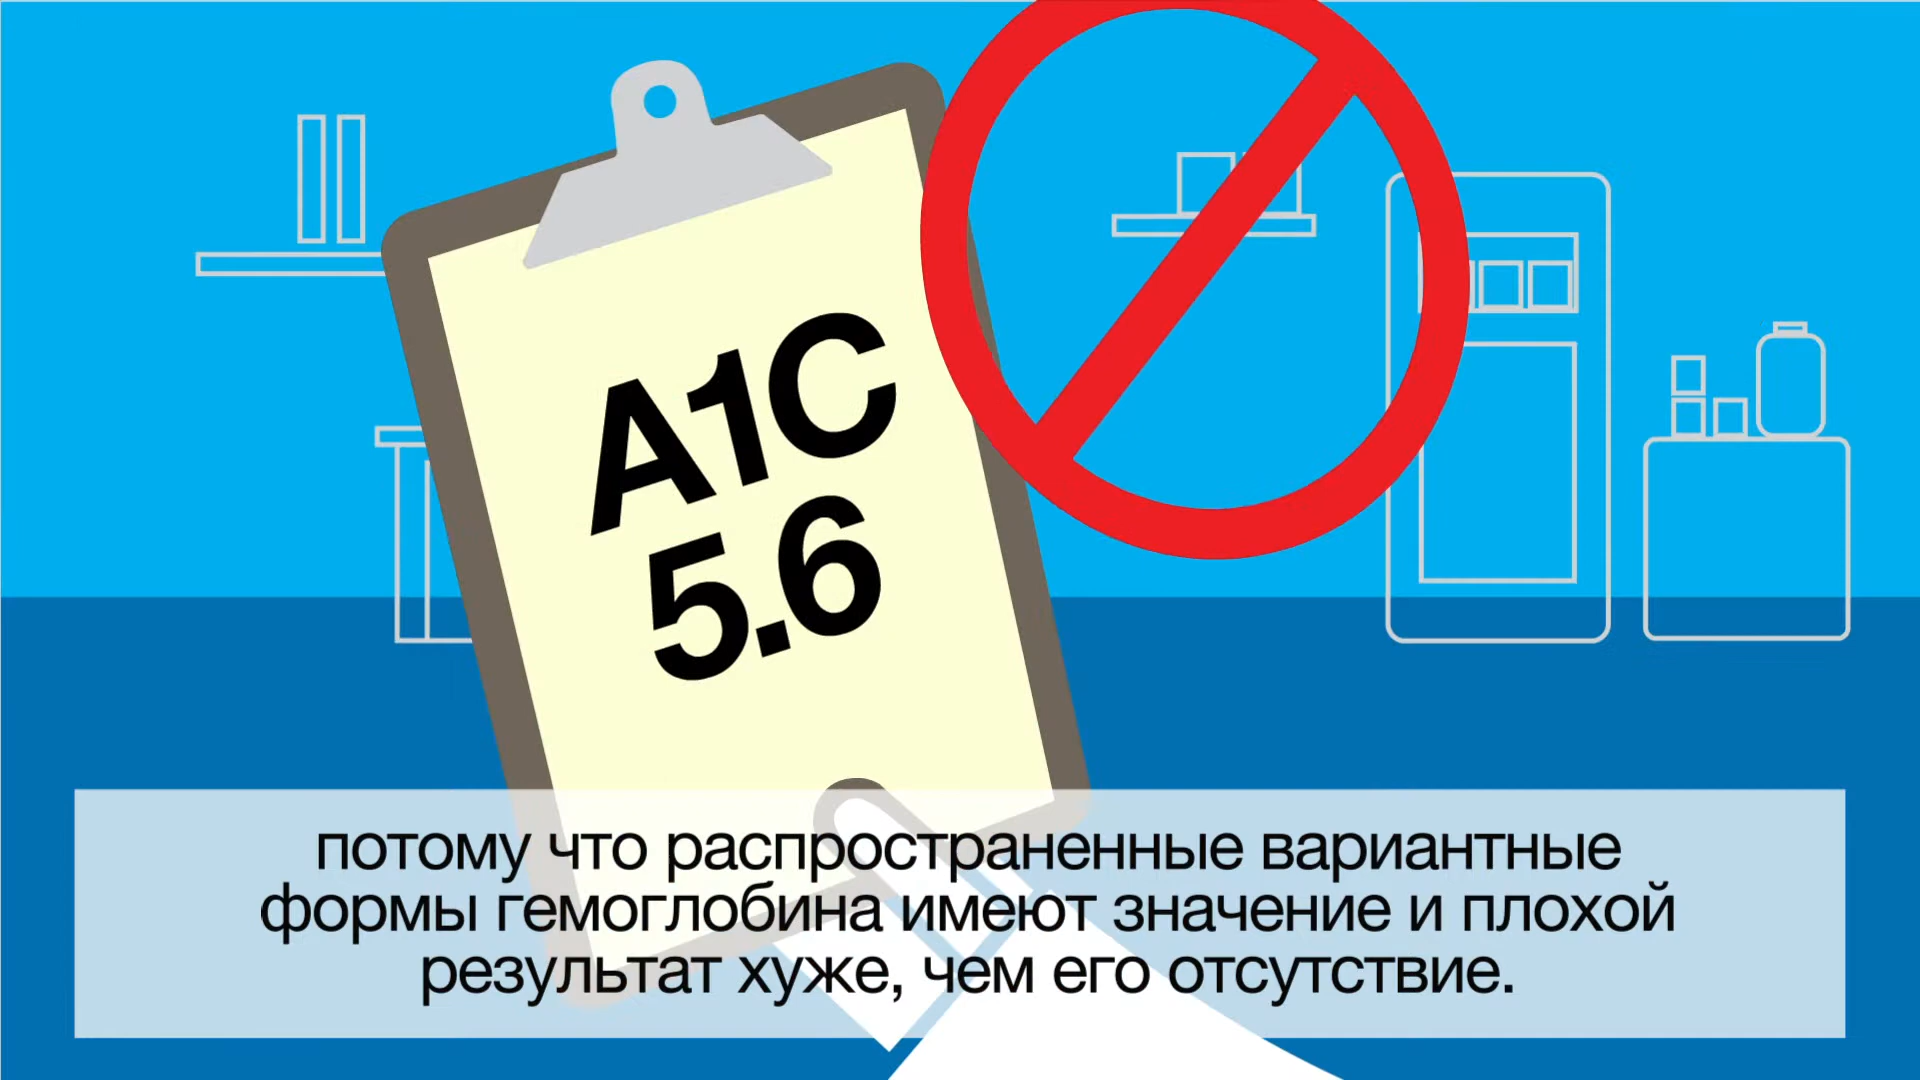 A1C
5.6
потому что распространенные вариантные
формы гемоглобина имеют значение и плохой
результат хуже, чем его отсутствие.